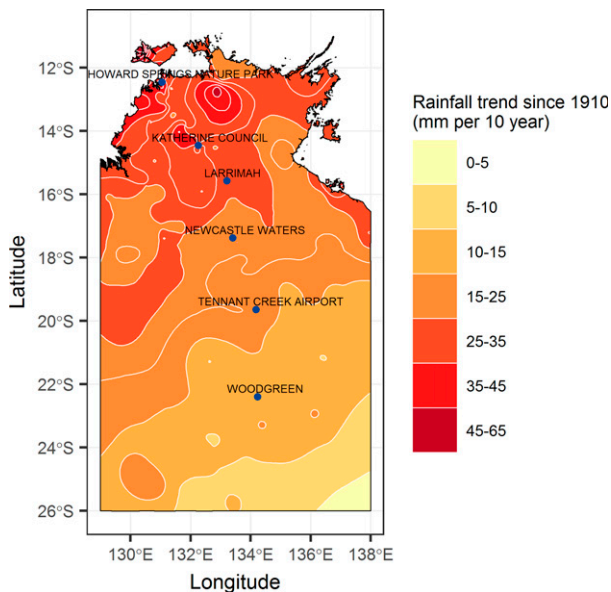 12°S
14°S
16°S
18°S
20°S
22°S
24°S
26°S
Latitude
HOWARD SPRINGS NATURE PARK
KATHERINE COUNCIL
LARRIMAH
NEWCASTLE WATERS
TENNANT CREEK AIRPORT
WOODGREEN
130°E 132°E 134°E 136°E 138°E
Longitude
Rainfall trend since 1910
(mm per 10 year)
0-5
5-10
10-15
15-25
25-35
35-45
45-65